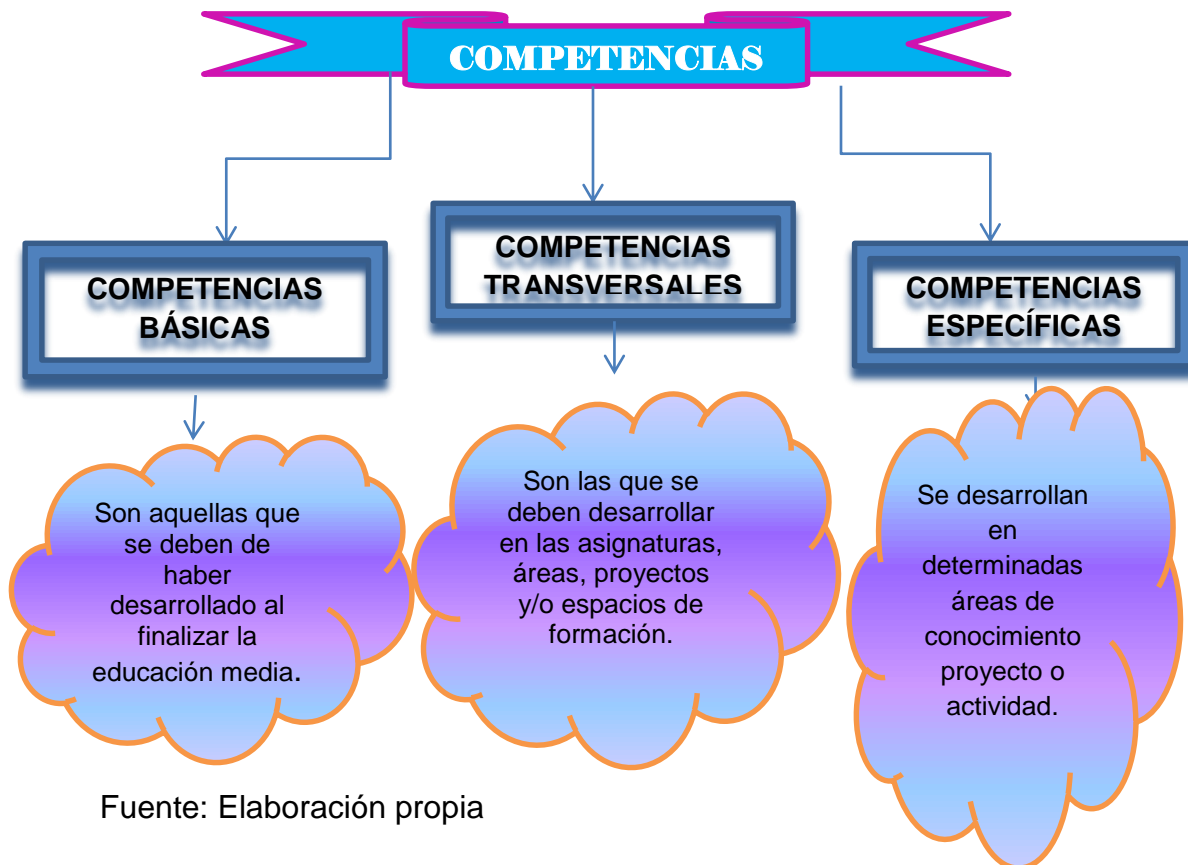 COMPETENCIAS
COMPETENCIAS
BÁSICAS
COMPETENCIAS
TRANSVERSALES
COMPETENCIAS
ESPECÍFICAS
Son aquellas que
se deben de
haber
desarrollado al
finalizar la
educación media.
Son las que se
deben desarrollar
en las asignaturas,
áreas, proyectos
y/o espacios de
formación.
Se desarrollan
en
determinadas
áreas de
conocimiento
proyecto o
actividad.
Fuente: Elaboración propia